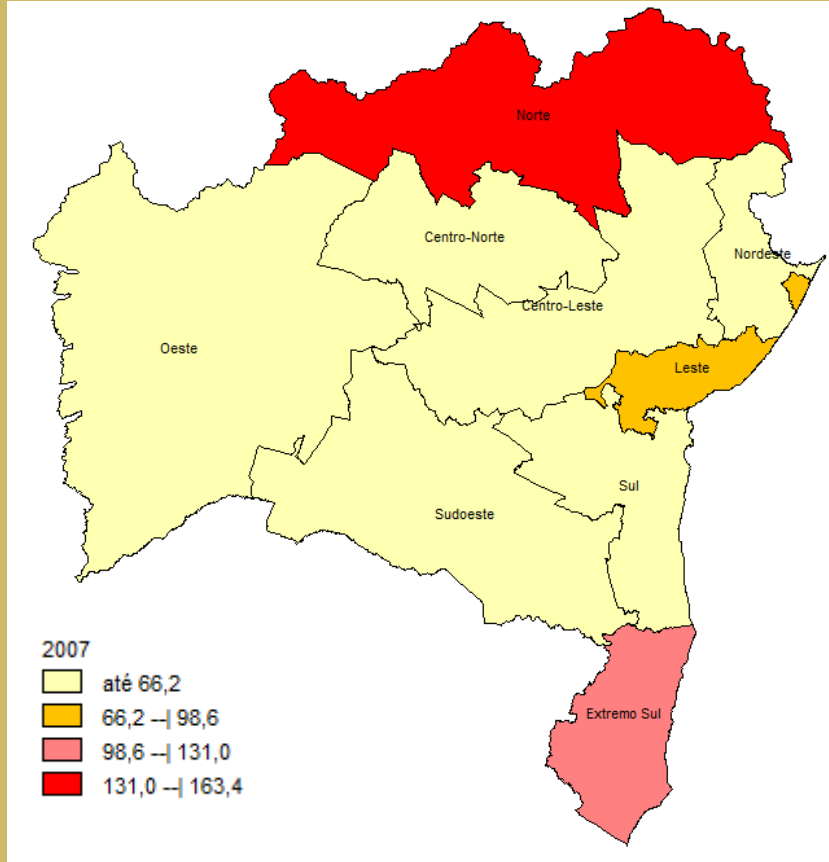 Norte
Centro-Norte
Nordeste
Centro-Leste
Oeste
Leste
Sul
Sudoeste
2007
até 66,2
66,2 --| 98,6
98,6 --| 131,0
131,0 --| 163,4
Extremo Sul